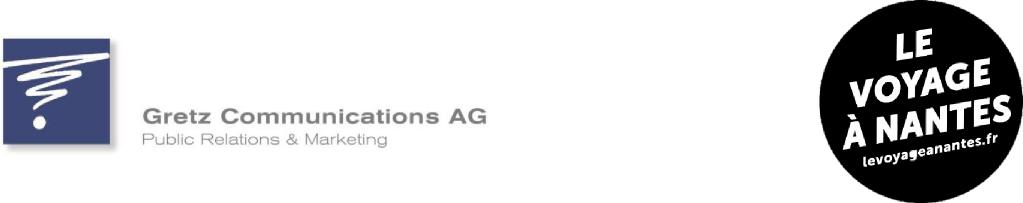 Gretz Communications AG
Public Relations & Marketing
LE
VOYAGE
À NANTES
levoyageanantes.fr